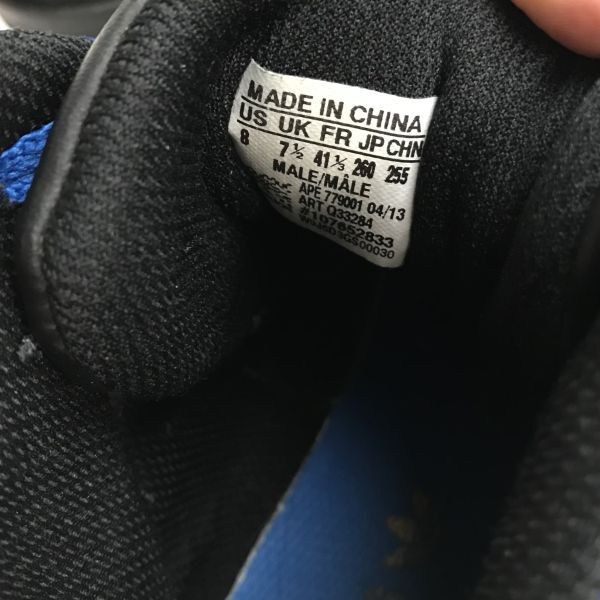 MADE IN CHINA
US UK FR JP CHN
8 7½ 41⅓ 260 255
MALE/MÂLE
APE 779001 04/13
ART Q33284
#107652833